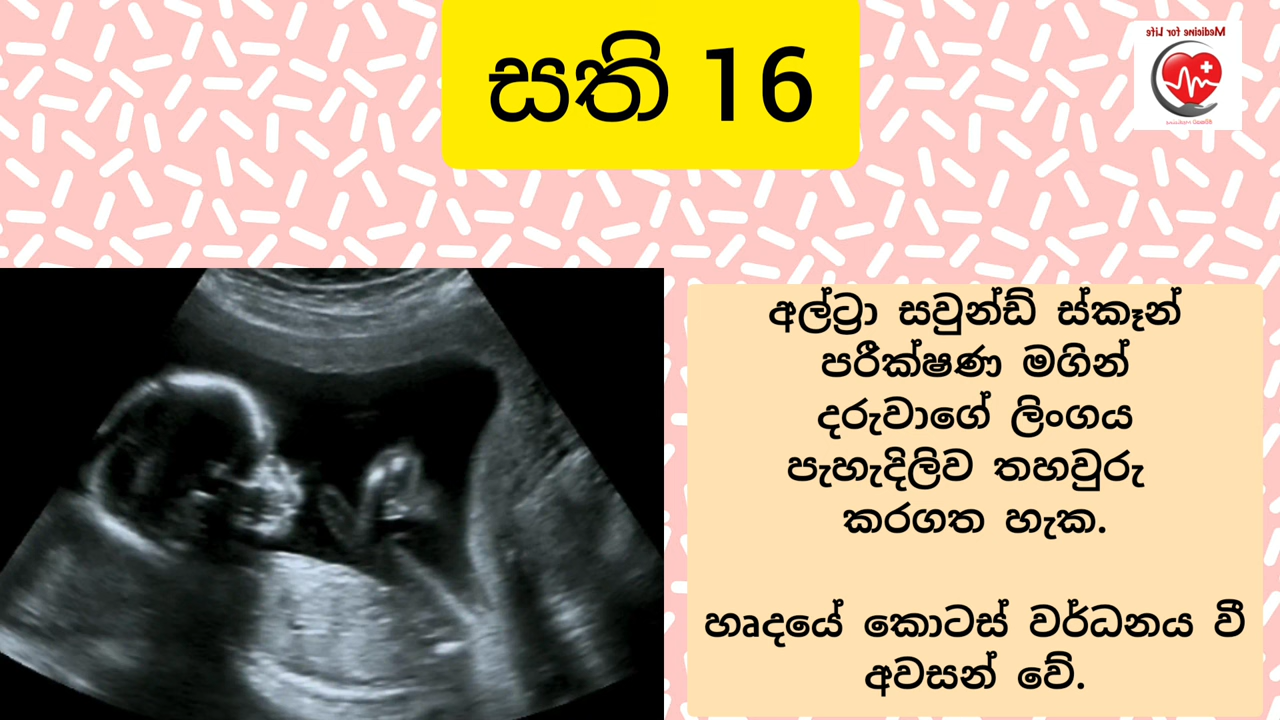 සති 16
Medicine for Life
අල්ට්‍රා සවුන්ඩ් ස්කෑන්
පරීක්ෂණ මගින්
දරුවාගේ ලිංගය
පැහැදිලිව තහවුරු
කරගත හැක.
හෘදයේ කොටස් වර්ධනය වී
අවසන් වේ.